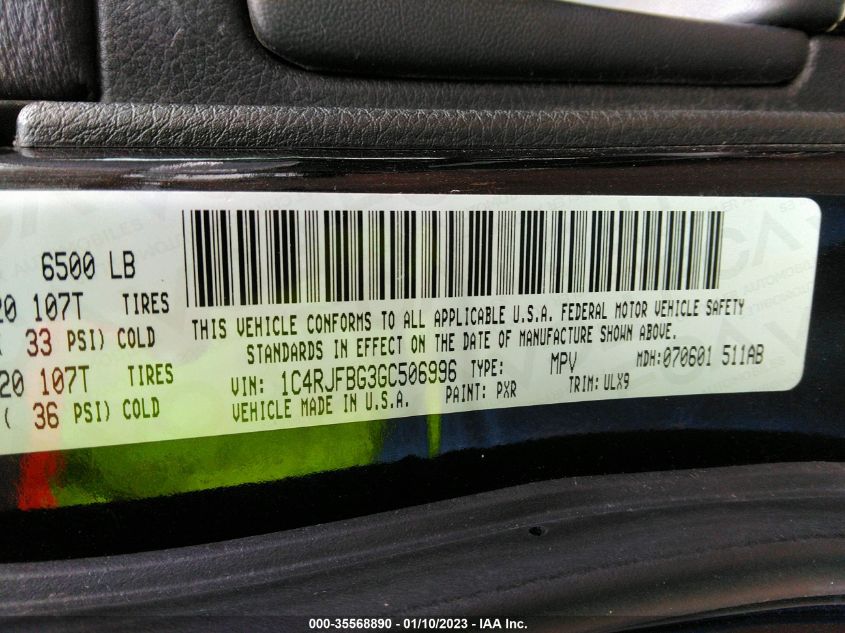 6500 LB
20 107T TIRES
33 PSI) COLD
20 107T TIRES
( 36 PSI) COLD
THIS VEHICLE CONFORMS TO ALL APPLICABLE U.S.A. FEDERAL MOTOR VEHICLE SAFETY
STANDARDS IN EFFECT ON THE DATE OF MANUFACTURE SHOWN ABOVE.
VIN: 1C4RJFBG3GC506996 TYPE: MPV MDH: 070601 511AB
VEHICLE MADE IN U.S.A. PAINT: PXR TRIM: ULX9
000-35568890 — 01/10/2023 — IAA Inc.